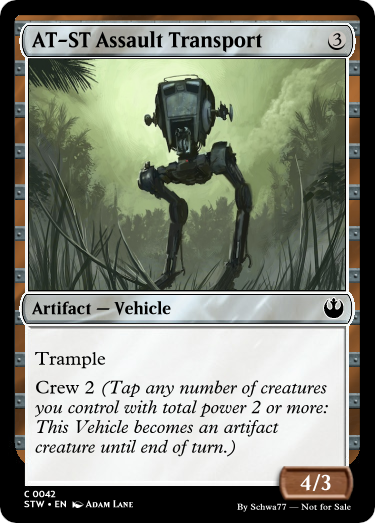 AT-ST Assault Transport 3
Artifact — Vehicle
Trample
Crew 2 (Tap any number of creatures
you control with total power 2 or more:
This Vehicle becomes an artifact
creature until end of turn.)
4/3
C 0042
STW • EN Adam Lane
By Schwa77 — Not for Sale